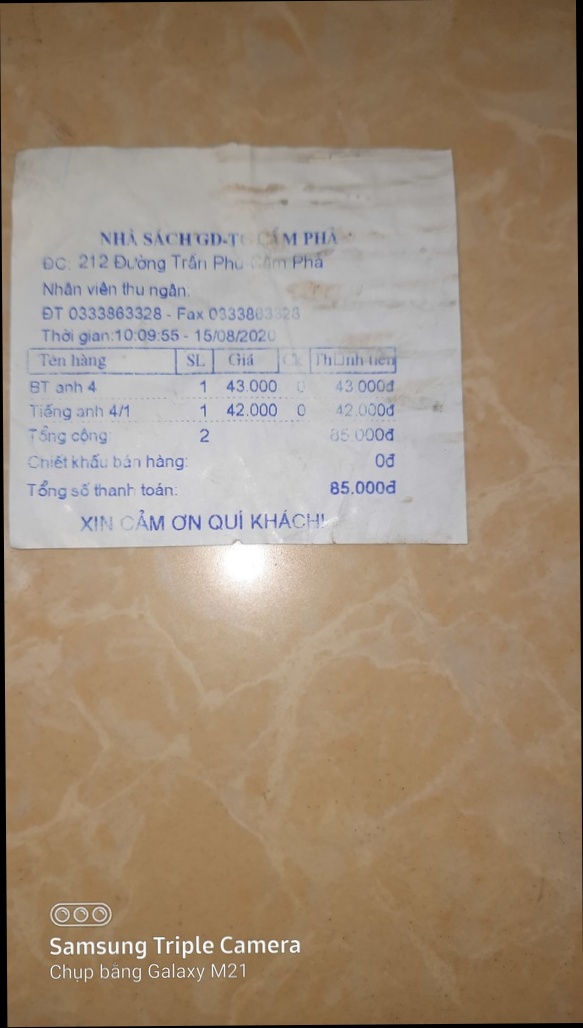 NHÀ SÁCH GD-TC CẨM PHẢ
ĐC: 212 Đường Trần Phú Cẩm Phả
Nhân viên thu ngân:
ĐT 0333863328 - Fax 0333863328
Thời gian:10:09:55 - 15/08/2020
Tên hàng SL Giá Ck Thành tiền
BT anh 4 1 43.000 0 43.000đ
Tiếng anh 4/1 1 42.000 0 42.000đ
Tổng cộng: 2 85.000đ
Chiết khấu bán hàng: 0đ
Tổng số thanh toán: 85.000đ
XIN CẢM ƠN QUÍ KHÁCH!
Samsung Triple Camera
Chụp bằng Galaxy M21